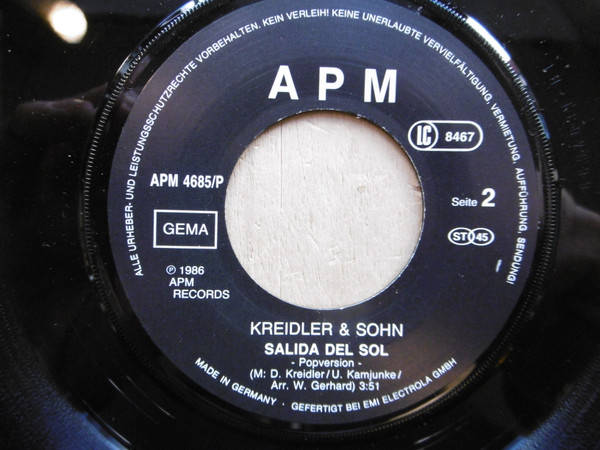 ALLE URHEBER- UND LEISTUNGSSCHUTZRECHTE VORBEHALTEN. KEIN VERLEIH! KEINE UNERLAUBTE VERVIELFÄLTIGUNG, VERMIETUNG, AUFFÜHRUNG, SENDUNG!
APM
LC 8467
APM 4685/P
Seite 2
GEMA
ST 45
℗ 1986
APM
RECORDS
KREIDLER & SOHN
SALIDA DEL SOL
- Popversion -
(M: D. Kreidler/U. Kamjunke/
Arr. W. Gerhard) 3:51
MADE IN GERMANY · GEFERTIGT BEI EMI ELECTROLA GMBH